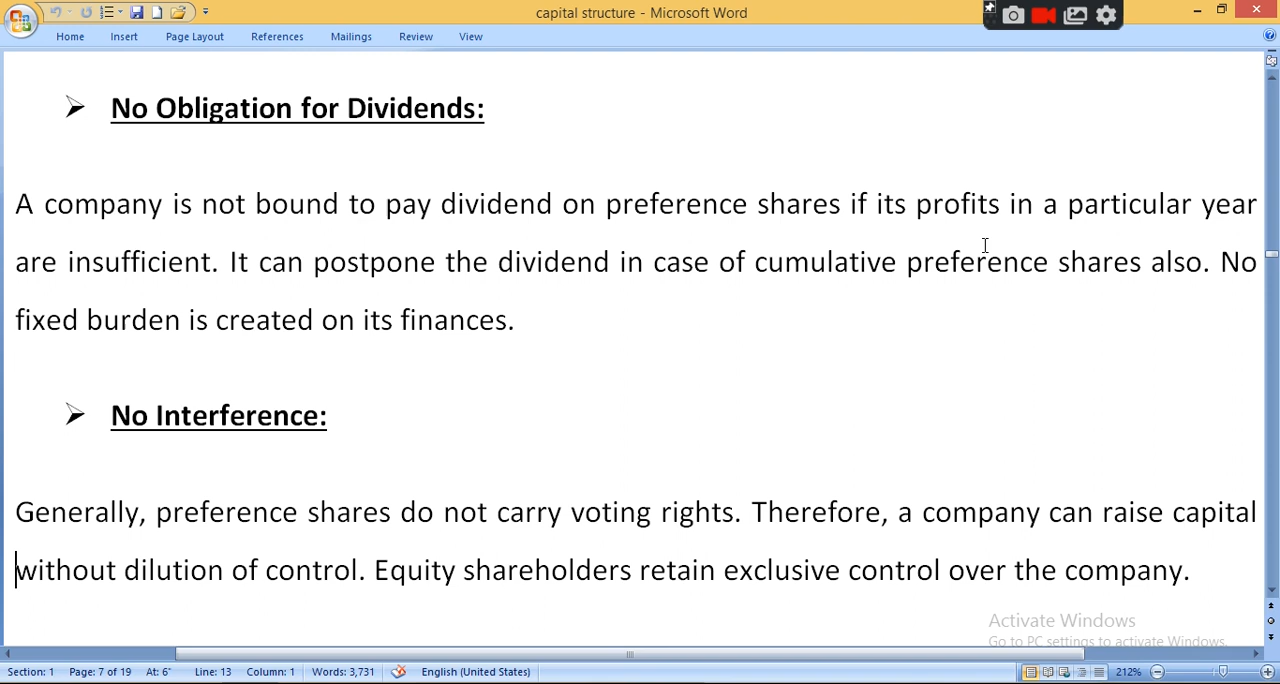 capital structure - Microsoft Word
Home Insert Page Layout References Mailings Review View
No Obligation for Dividends:
A company is not bound to pay dividend on preference shares if its profits in a particular year
are insufficient. It can postpone the dividend in case of cumulative preference shares also. No
fixed burden is created on its finances.
No Interference:
Generally, preference shares do not carry voting rights. Therefore, a company can raise capital
without dilution of control. Equity shareholders retain exclusive control over the company.
Activate Windows
Go to PC settings to activate Windows.
Section: 1 Page: 7 of 19 At: 6" Line: 13 Column: 1 Words: 3,731 English (United States) 212%